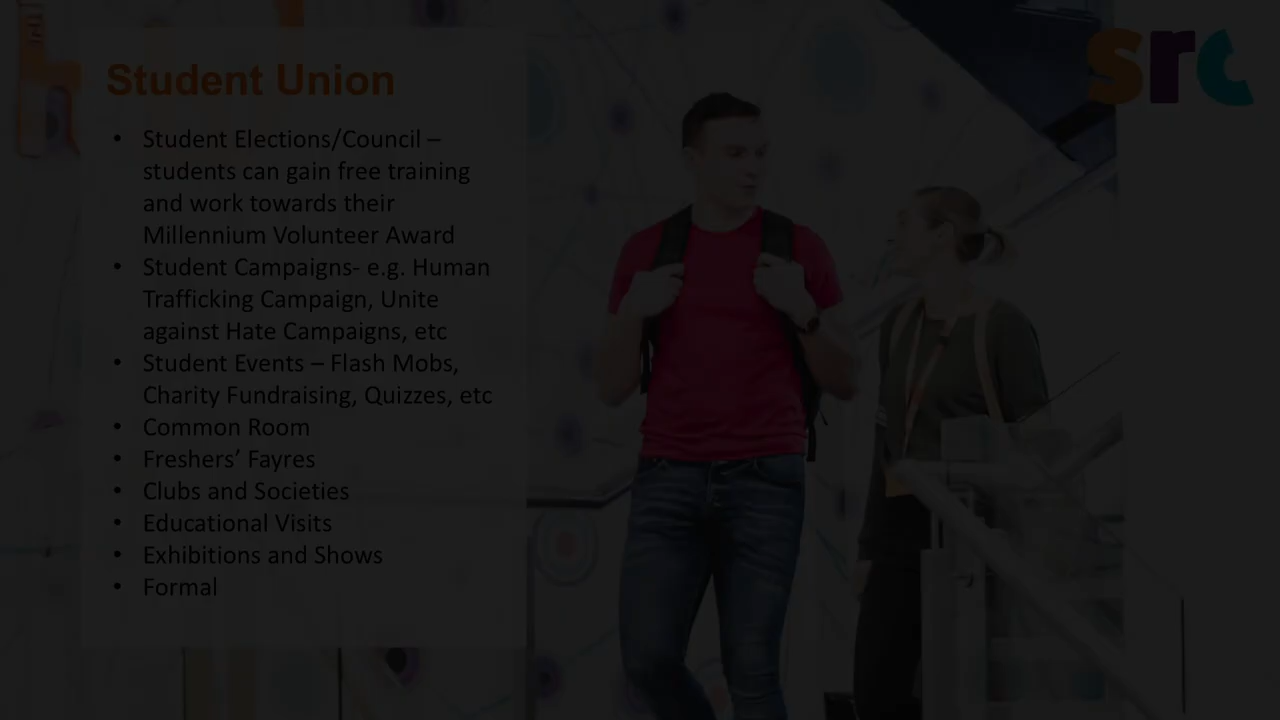 src
Student Union
• Student Elections/Council –
students can gain free training
and work towards their
Millennium Volunteer Award
• Student Campaigns- e.g. Human
Trafficking Campaign, Unite
against Hate Campaigns, etc
• Student Events – Flash Mobs,
Charity Fundraising, Quizzes, etc
• Common Room
• Freshers’ Fayres
• Clubs and Societies
• Educational Visits
• Exhibitions and Shows
• Formal